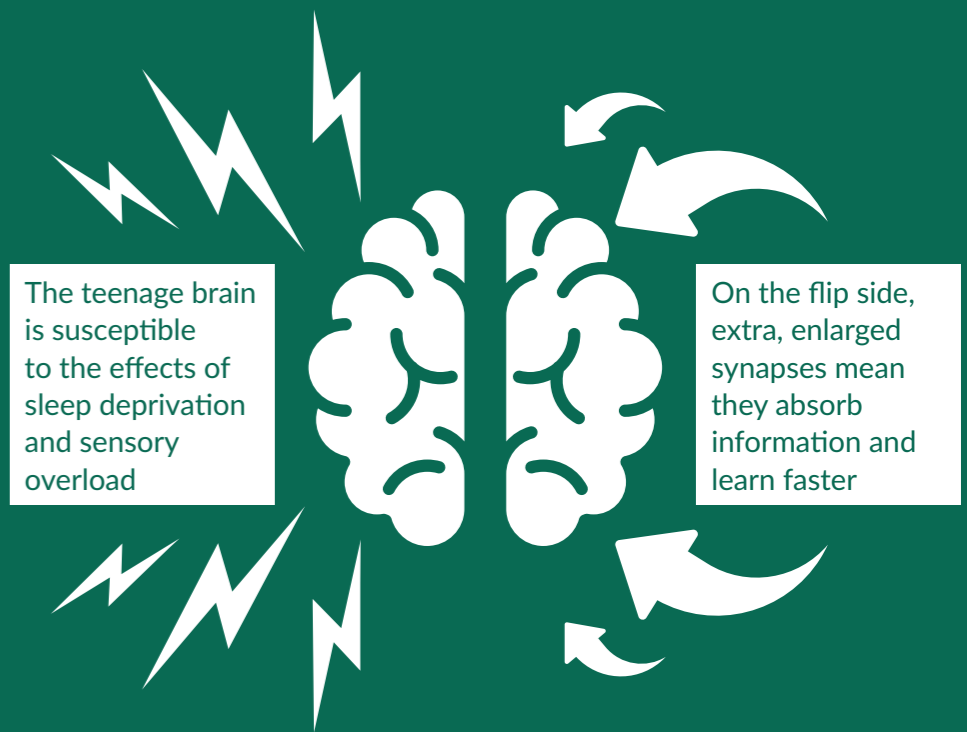 The teenage brain
is susceptible
to the effects of
sleep deprivation
and sensory
overload
On the flip side,
extra, enlarged
synapses mean
they absorb
information and
learn faster